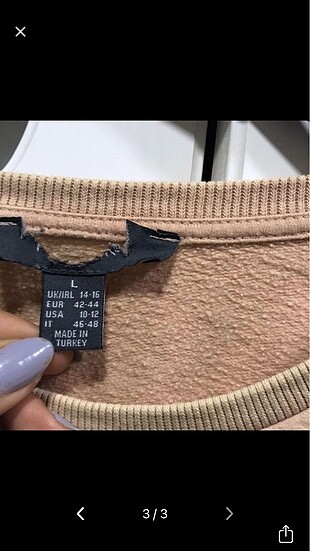 L
UK/IRL 14-16
EUR 42-44
USA 10-12
IT 46-48
MADE IN
TURKEY
3/3